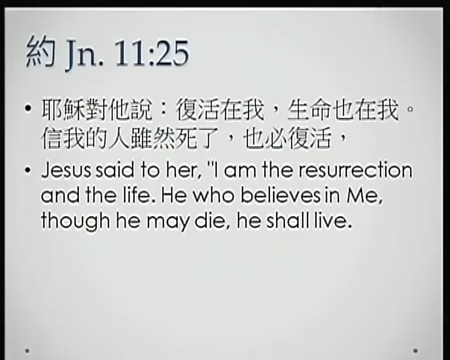 約 Jn. 11:25
• 耶穌對他說：復活在我，生命也在我。
信我的人雖然死了，也必復活，
• Jesus said to her, "I am the resurrection
and the life. He who believes in Me,
though he may die, he shall live.